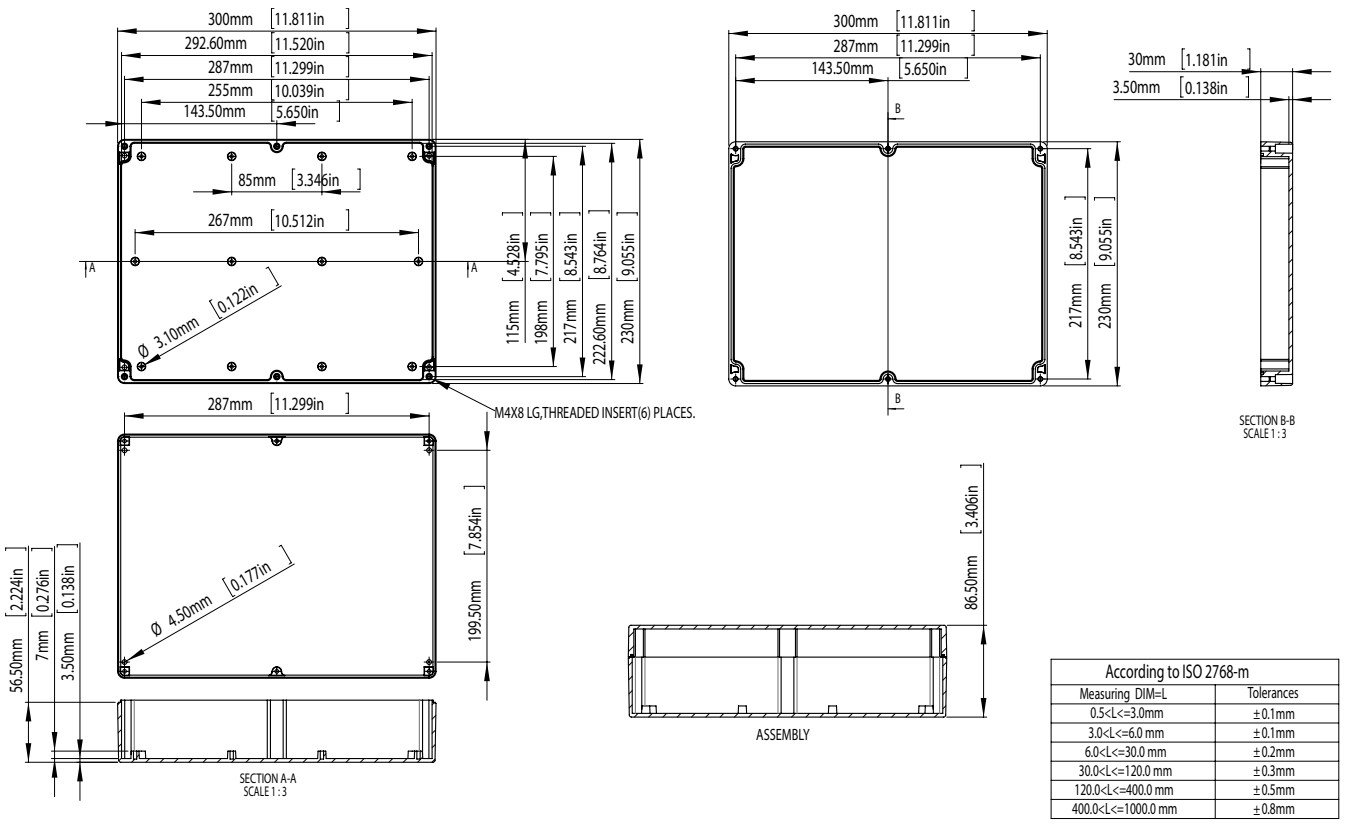 300mm [11.811in]
292.60mm [11.520in]
287mm [11.299in]
255mm [10.039in]
143.50mm [5.650in]
85mm [3.346in]
267mm [10.512in]
A
A
Ø 3.10mm [0.122in]
115mm [4.528in]
198mm [7.795in]
217mm [8.543in]
222.60mm [8.764in]
230mm [9.055in]
M4X8 LG,THREADED INSERT(6) PLACES.
300mm [11.811in]
287mm [11.299in]
143.50mm [5.650in]
B
B
217mm [8.543in]
230mm [9.055in]
30mm [1.181in]
3.50mm [0.138in]
SECTION B-B
SCALE 1 : 3
287mm [11.299in]
Ø 4.50mm [0.177in]
199.50mm [7.854in]
56.50mm [2.224in]
7mm [0.276in]
3.50mm [0.138in]
SECTION A-A
SCALE 1 : 3
86.50mm [3.406in]
ASSEMBLY
According to ISO 2768-m
Measuring DIM=L Tolerances
0.5<L<=3.0mm ±0.1mm
3.0<L<=6.0 mm ±0.1mm
6.0<L<=30.0 mm ±0.2mm
30.0<L<=120.0 mm ±0.3mm
120.0<L<=400.0 mm ±0.5mm
400.0<L<=1000.0 mm ±0.8mm